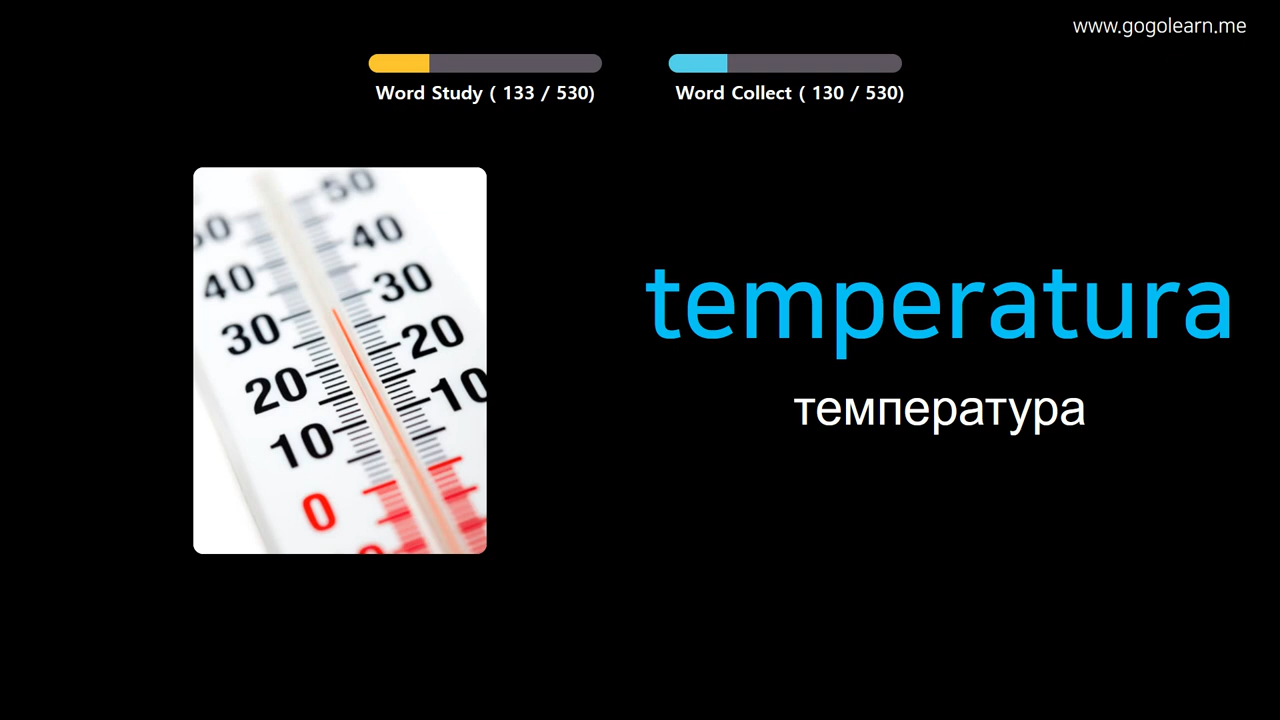 www.gogolearn.me
Word Study ( 133 / 530)
Word Collect ( 130 / 530)
50
50
40
40
30
30
20
20
10
10
0
temperatura
температура